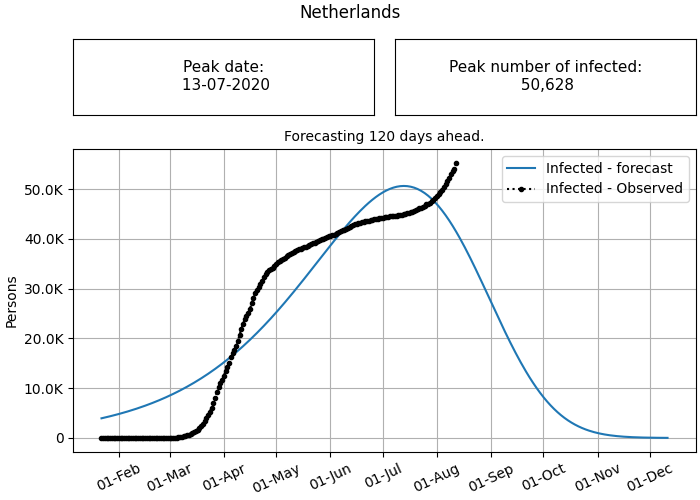 Netherlands
Peak date:
13-07-2020
Peak number of infected:
50,628
Forecasting 120 days ahead.
Infected - forecast
Infected - Observed
Persons
50.0K
40.0K
30.0K
20.0K
10.0K
0
01-Feb
01-Mar
01-Apr
01-May
01-Jun
01-Jul
01-Aug
01-Sep
01-Oct
01-Nov
01-Dec